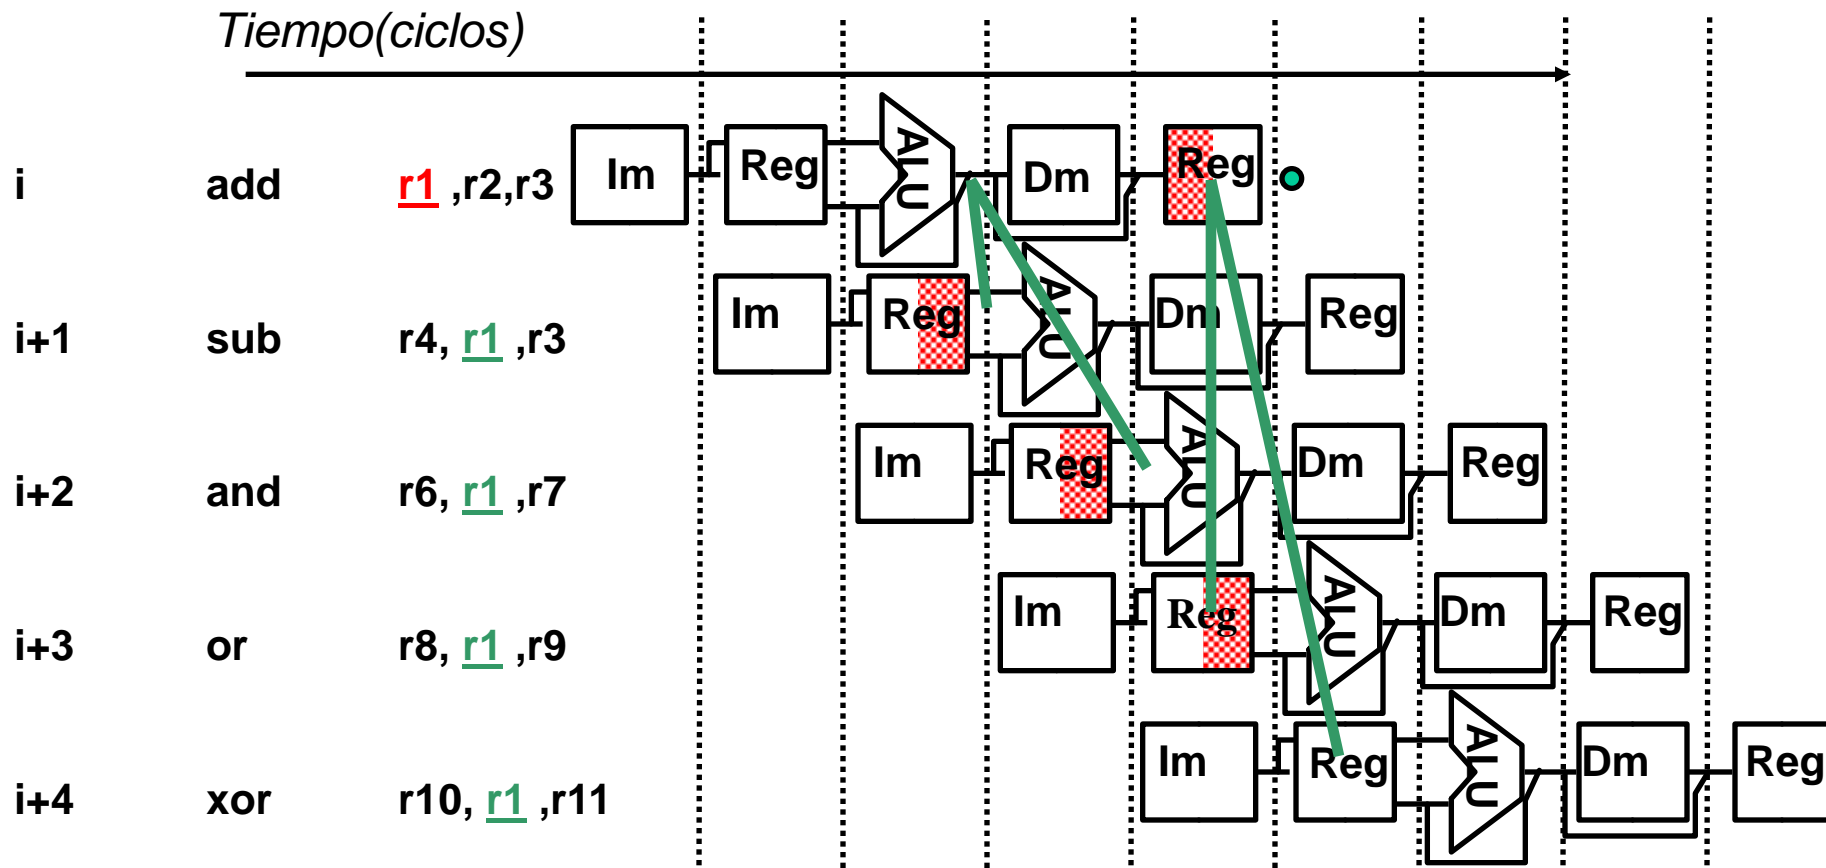 Tiempo(ciclos)
i add r1 ,r2,r3 Im Reg ALU Dm Reg
i+1 sub r4, r1 ,r3 Im Reg ALU Dm Reg
i+2 and r6, r1 ,r7 Im Reg ALU Dm Reg
i+3 or r8, r1 ,r9 Im Reg ALU Dm Reg
i+4 xor r10, r1 ,r11 Im Reg ALU Dm Reg